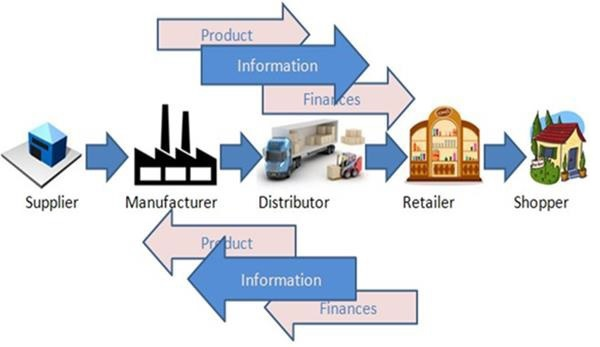 Product
Information
Finances
Supplier
Manufacturer
Distributor
Retailer
Shopper
Product
Information
Finances